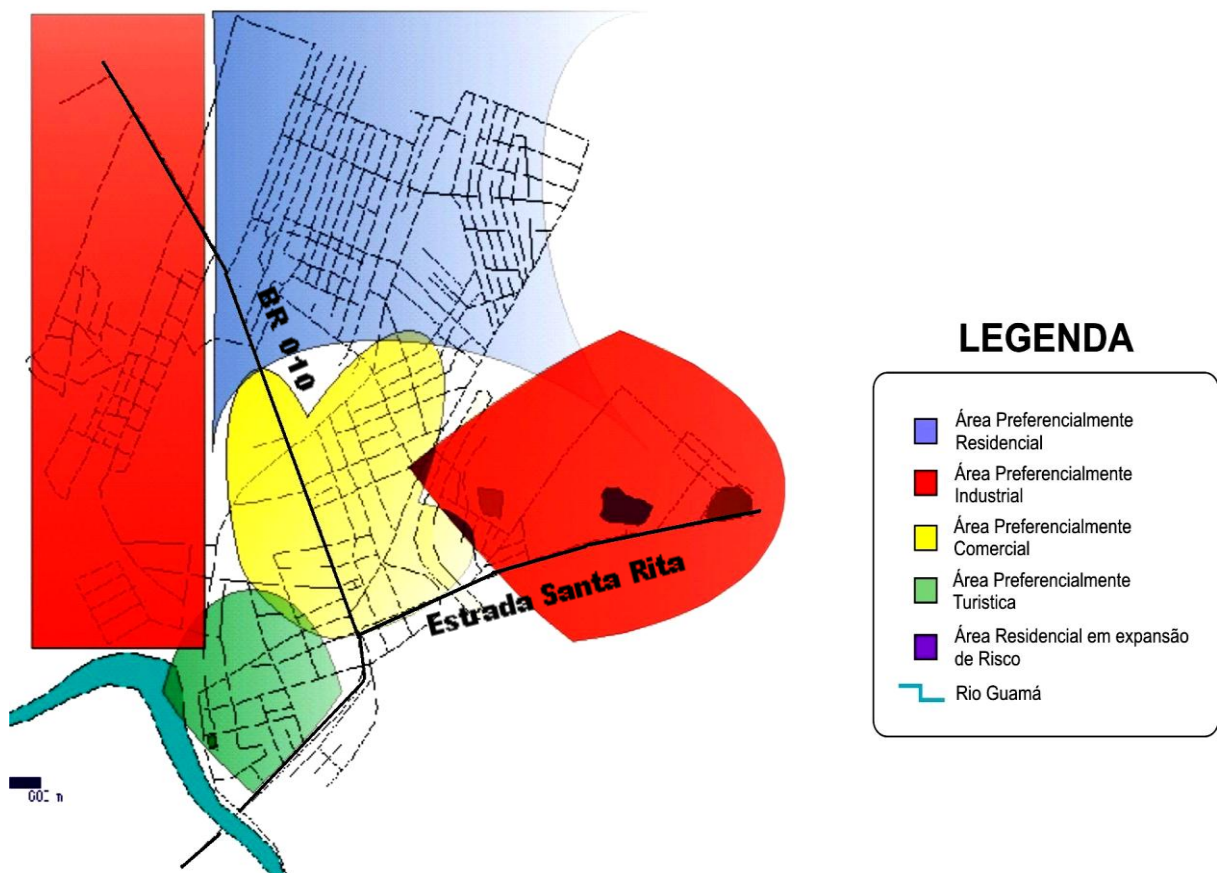 BR 010
Estrada Santa Rita
LEGENDA
Área Preferencialmente
Residencial
Área Preferencialmente
Industrial
Área Preferencialmente
Comercial
Área Preferencialmente
Turistica
Área Residencial em expansão
de Risco
Rio Guamá